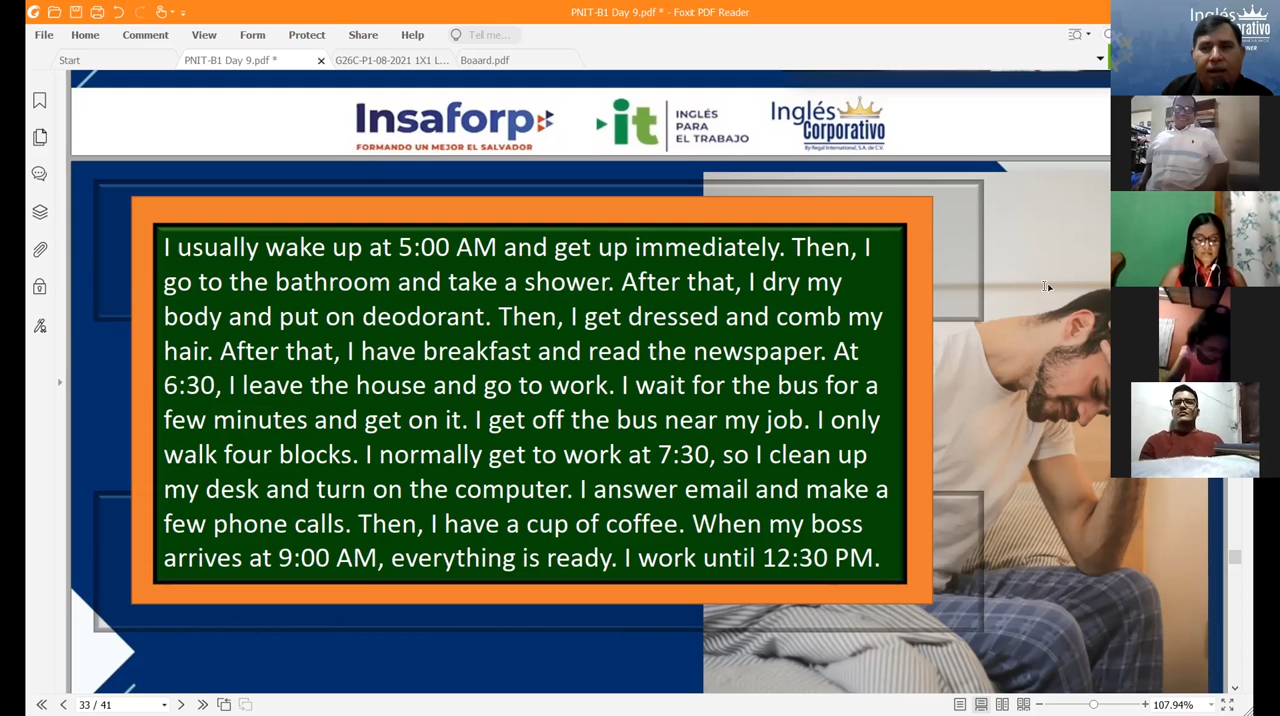 PNIT-B1 Day 9.pdf * - Foxit PDF Reader
File Home Comment View Form Protect Share Help Tell me...
Start PNIT-B1 Day 9.pdf * G26C-P1-08-2021 1X1 L... Boaard.pdf
Insaforp
FORMANDO UN MEJOR EL SALVADOR
it
INGLÉS
PARA
EL TRABAJO
Inglés
Corporativo
By Regal International, S.A. de C.V.
Inglés
Corporativo
I usually wake up at 5:00 AM and get up immediately. Then, I
go to the bathroom and take a shower. After that, I dry my
body and put on deodorant. Then, I get dressed and comb my
hair. After that, I have breakfast and read the newspaper. At
6:30, I leave the house and go to work. I wait for the bus for a
few minutes and get on it. I get off the bus near my job. I only
walk four blocks. I normally get to work at 7:30, so I clean up
my desk and turn on the computer. I answer email and make a
few phone calls. Then, I have a cup of coffee. When my boss
arrives at 9:00 AM, everything is ready. I work until 12:30 PM.
33 / 41
107.94%